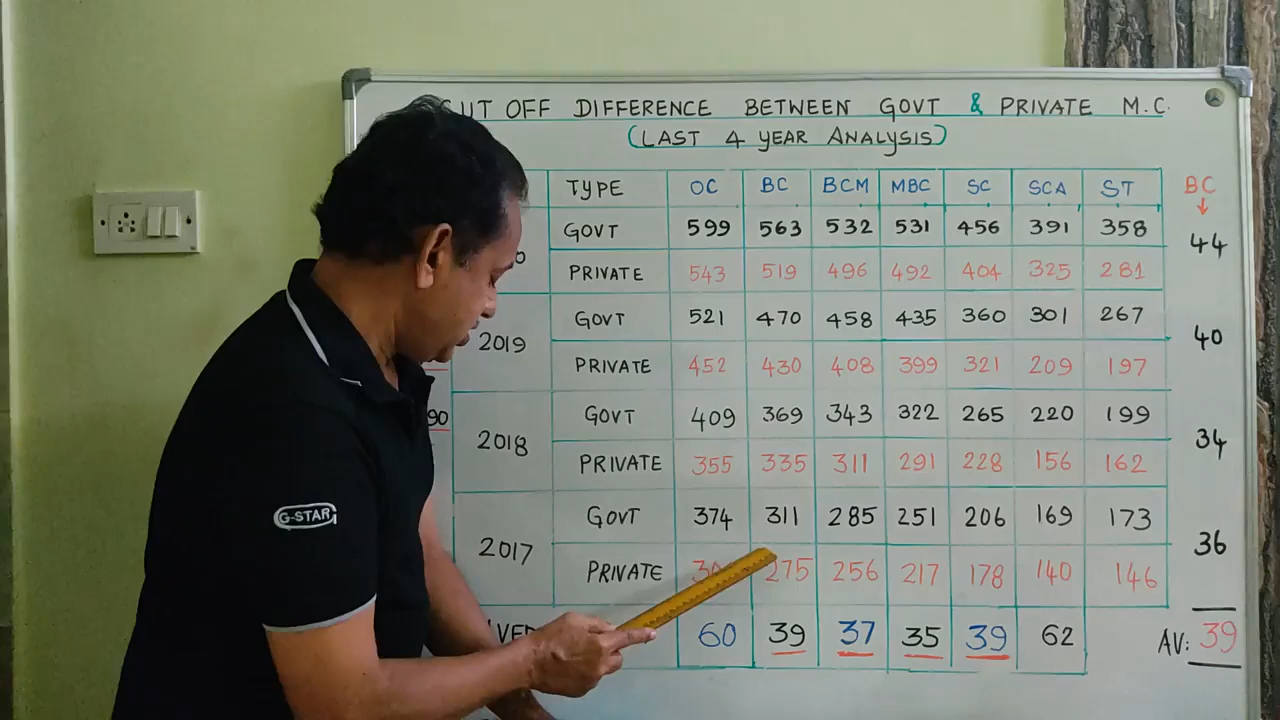 CUT OFF DIFFERENCE BETWEEN GOVT & PRIVATE M.C.
(LAST 4 YEAR ANALYSIS)
TYPE OC BC BCM MBC SC SCA ST BC
GOVT 599 563 532 531 456 391 358 44
PRIVATE 543 519 496 492 404 325 281
2019 GOVT 521 470 458 435 360 301 267 40
PRIVATE 452 430 408 399 321 209 197
90
2018 GOVT 409 369 343 322 265 220 199 34
PRIVATE 355 335 311 291 228 156 162
2017 GOVT 374 311 285 251 206 169 173 36
PRIVATE 275 256 217 178 140 146
60 39 37 35 39 62 AV: 39
G-STAR